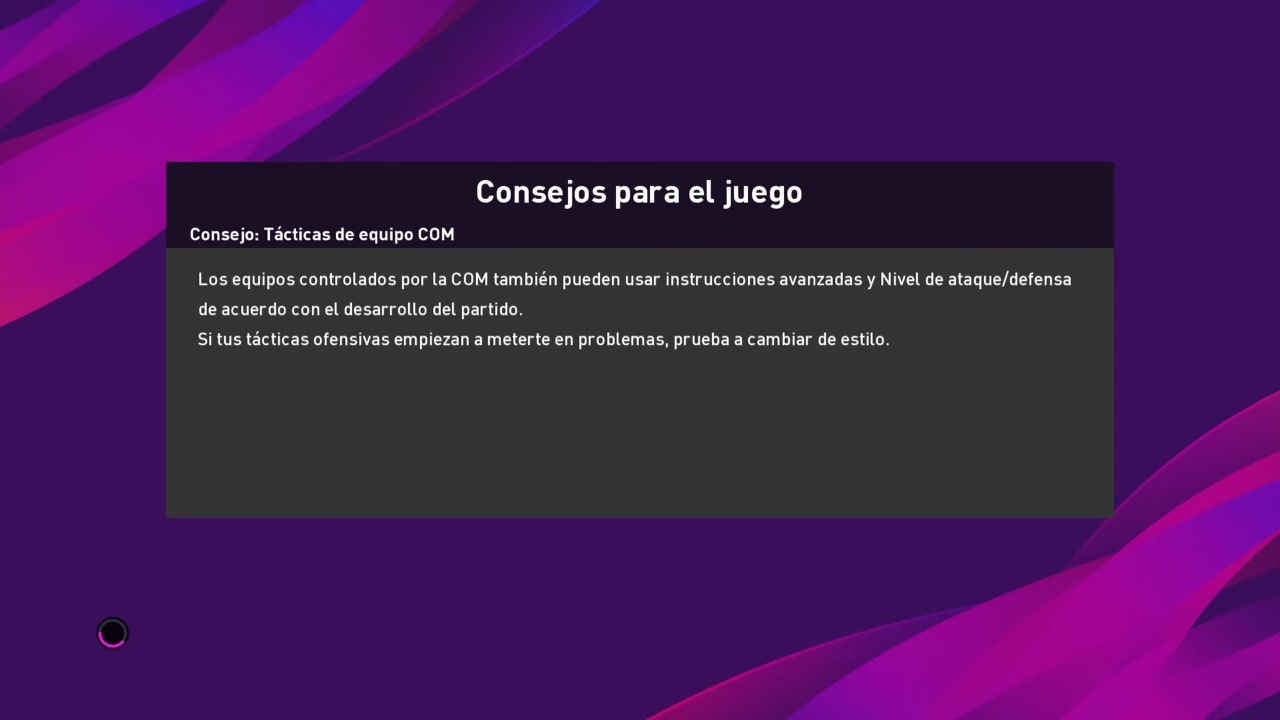 Consejos para el juego
Consejo: Tácticas de equipo COM
Los equipos controlados por la COM también pueden usar instrucciones avanzadas y Nivel de ataque/defensa
de acuerdo con el desarrollo del partido.
Si tus tácticas ofensivas empiezan a meterte en problemas, prueba a cambiar de estilo.